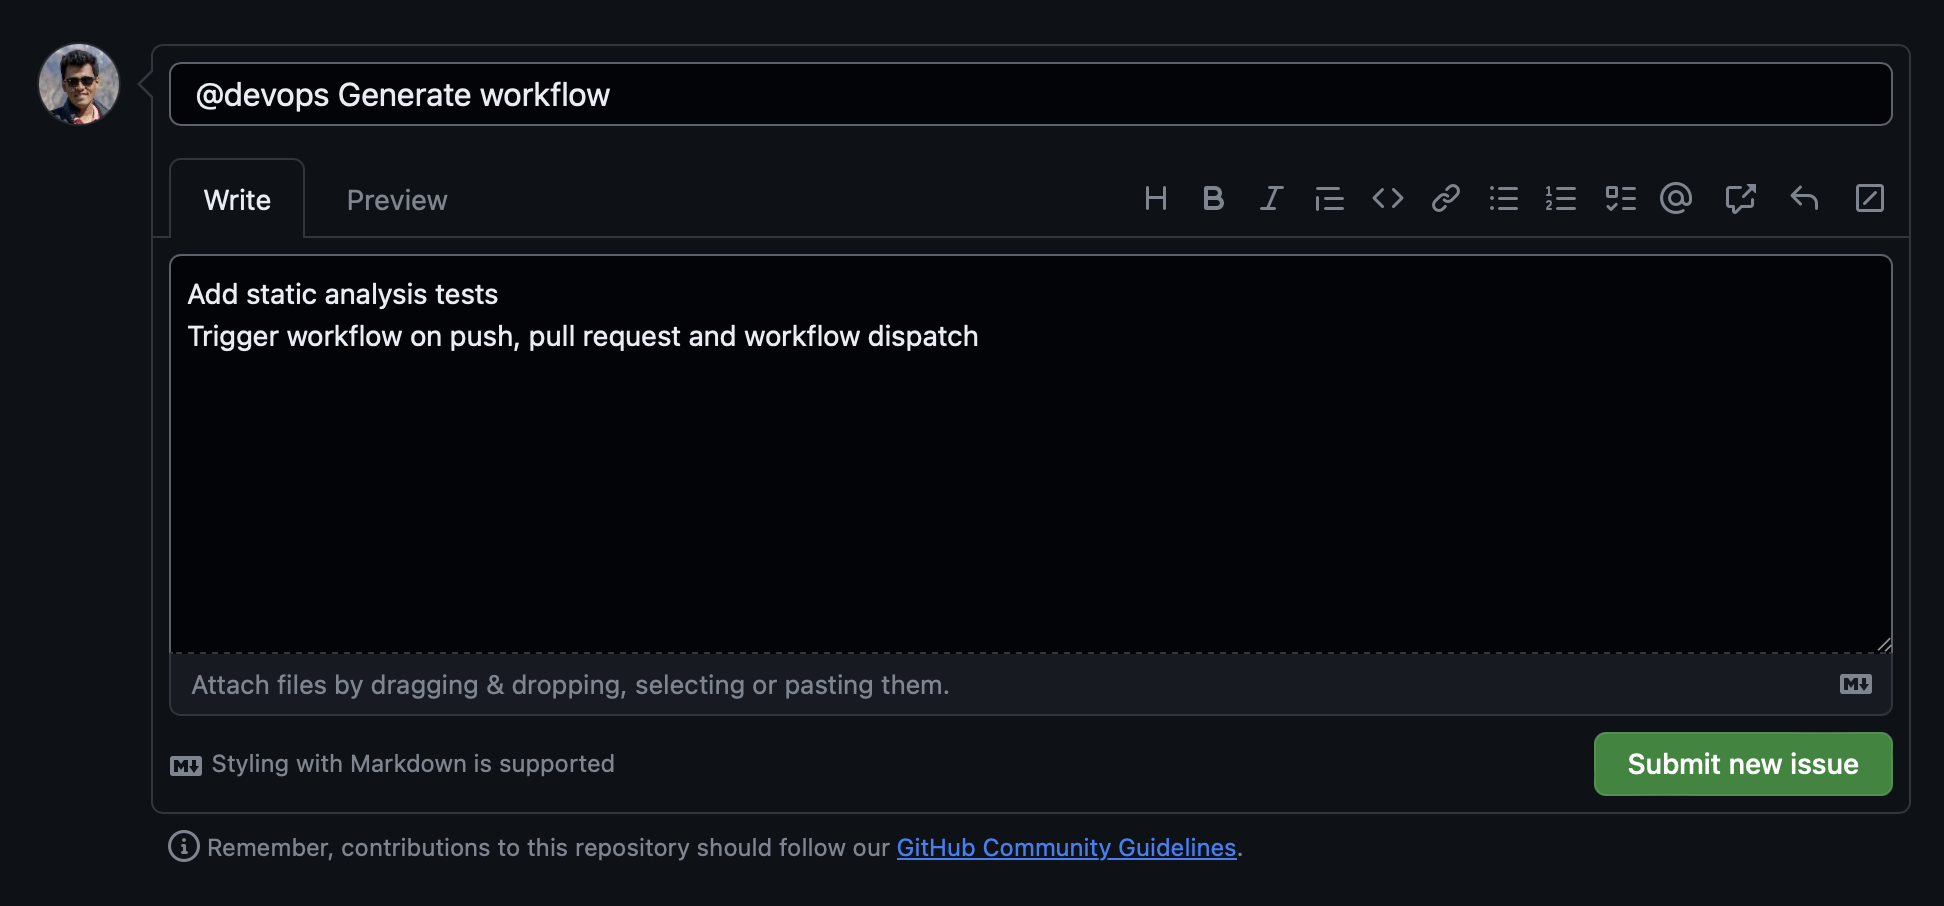 @devops Generate workflow
Write
Preview
Add static analysis tests
Trigger workflow on push, pull request and workflow dispatch
Attach files by dragging & dropping, selecting or pasting them.
Styling with Markdown is supported
Submit new issue
Remember, contributions to this repository should follow our GitHub Community Guidelines.